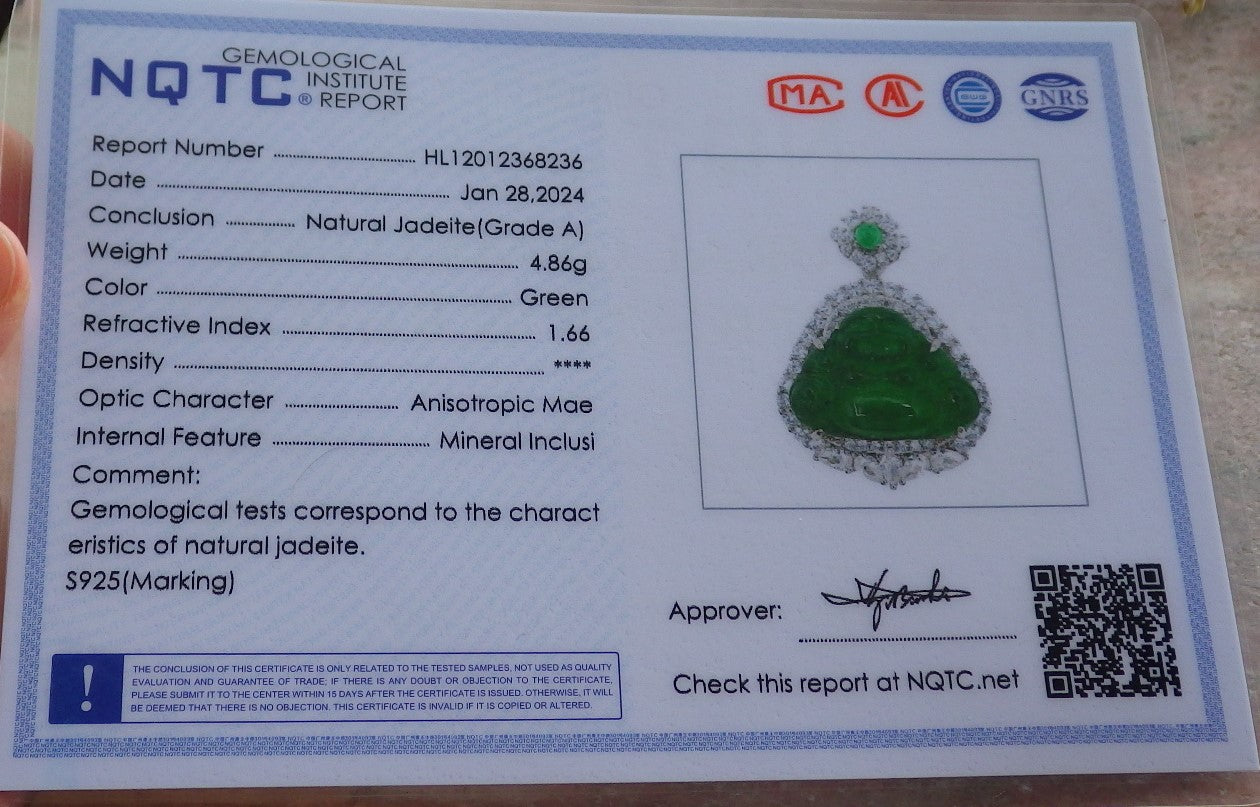 NQTC® GEMOLOGICAL INSTITUTE REPORT
MA
GNRS
Report Number HL12012368236
Date Jan 28,2024
Conclusion Natural Jadeite(Grade A)
Weight 4.86g
Color Green
Refractive Index 1.66
Density ****
Optic Character Anisotropic Mae
Internal Feature Mineral Inclusi
Comment:
Gemological tests correspond to the charact
eristics of natural jadeite.
S925(Marking)
Approver:
Check this report at NQTC.net
!
THE CONCLUSION OF THIS CERTIFICATE IS ONLY RELATED TO THE TESTED SAMPLES, NOT USED AS QUALITY
EVALUATION AND GUARANTEE OF TRADE; IF THERE IS ANY DOUBT OR OBJECTION TO THE CERTIFICATE,
PLEASE SUBMIT IT TO THE CENTER WITHIN 15 DAYS AFTER THE CERTIFICATE IS ISSUED. OTHERWISE, IT WILL
BE DEEMED THAT THERE IS NO OBJECTION. THIS CERTIFICATE IS INVALID IF IT IS COPIED OR ALTERED.